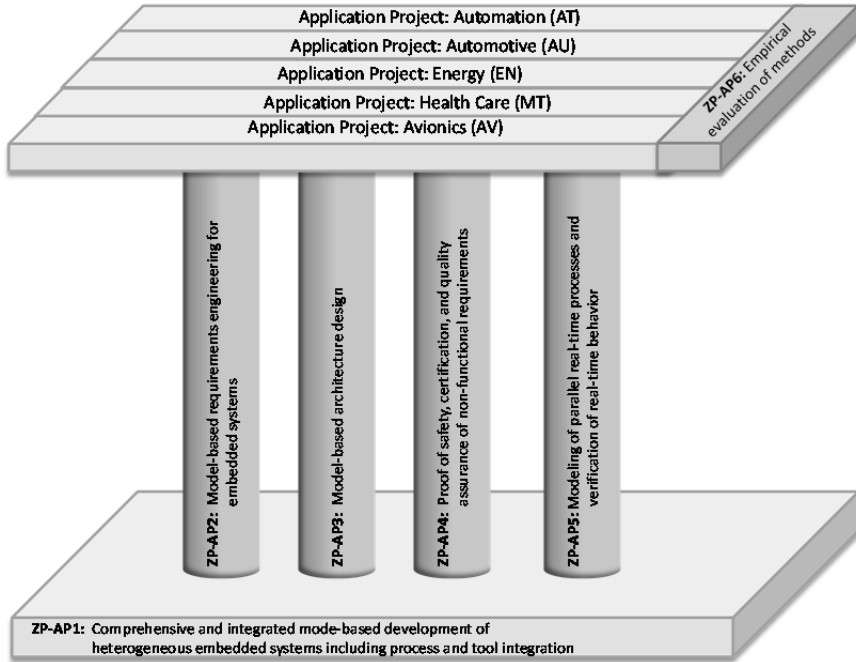 Application Project: Automation (AT)
Application Project: Automotive (AU)
Application Project: Energy (EN)
Application Project: Health Care (MT)
Application Project: Avionics (AV)
ZP-AP6: Empirical
evaluation of methods
ZP-AP2: Model-based requirements engineering for
embedded systems
ZP-AP3: Model-based architecture design
ZP-AP4: Proof of safety, certification, and quality
assurance of non-functional requirements
ZP-AP5: Modeling of parallel real-time processes and
verification of real-time behavior
ZP-AP1: Comprehensive and integrated mode-based development of
heterogeneous embedded systems including process and tool integration